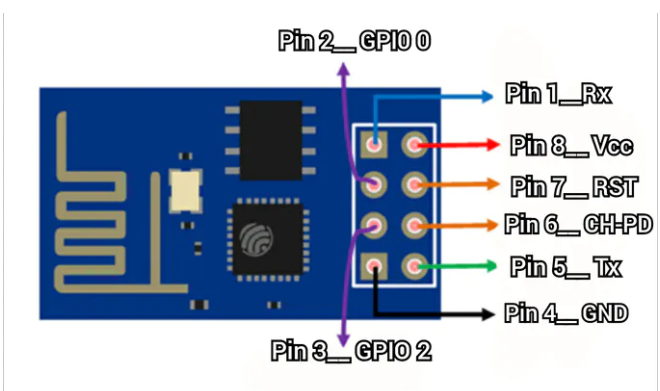 Pin 2__ GPIO 0
Pin 1__Rx
Pin 8__ Vcc
Pin 7__ RST
Pin 6__ CH-PD
Pin 5__ Tx
Pin 4__ GND
Pin 3__ GPIO 2